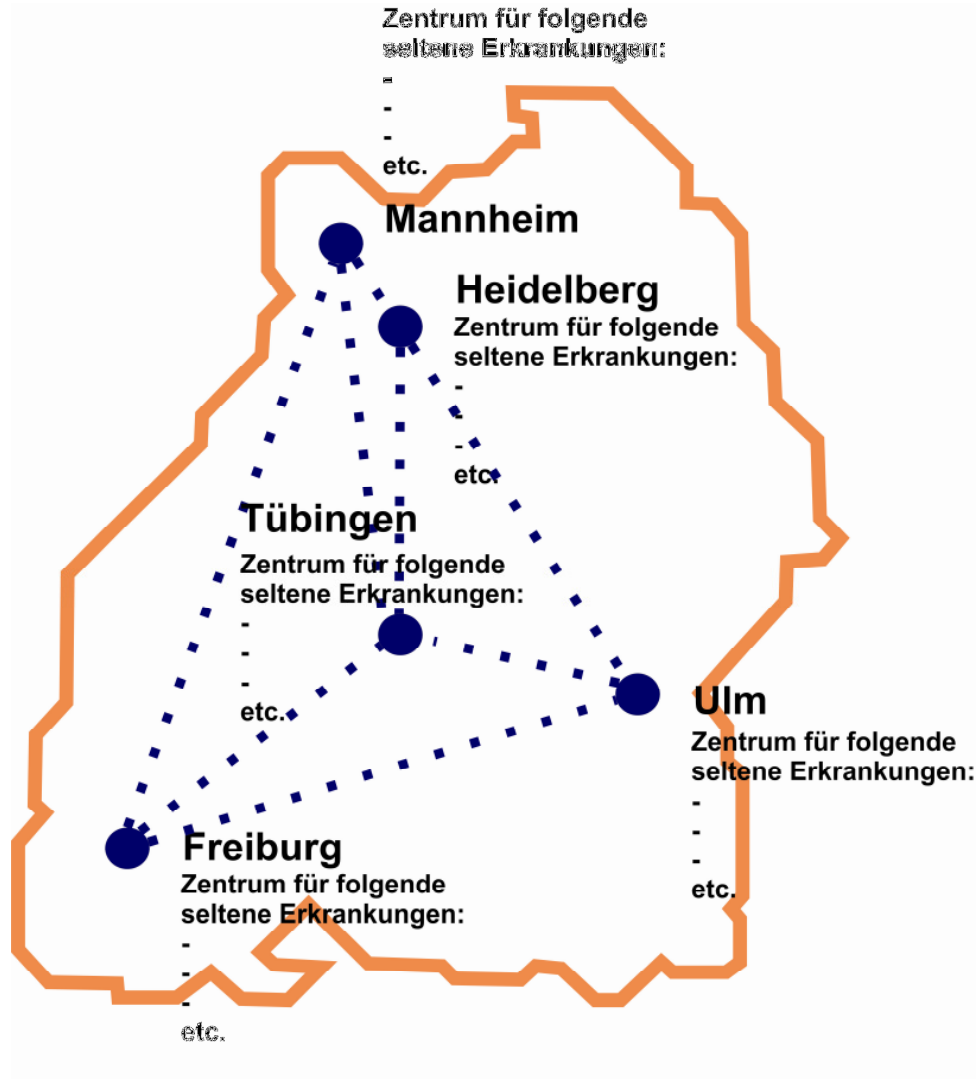 Zentrum für folgende
seltene Erkrankungen:
-
-
-
etc.
Mannheim
Heidelberg
Zentrum für folgende
seltene Erkrankungen:
-
-
-
etc.
Tübingen
Zentrum für folgende
seltene Erkrankungen:
-
-
-
etc.
Ulm
Zentrum für folgende
seltene Erkrankungen:
-
-
-
etc.
Freiburg
Zentrum für folgende
seltene Erkrankungen:
-
-
-
etc.